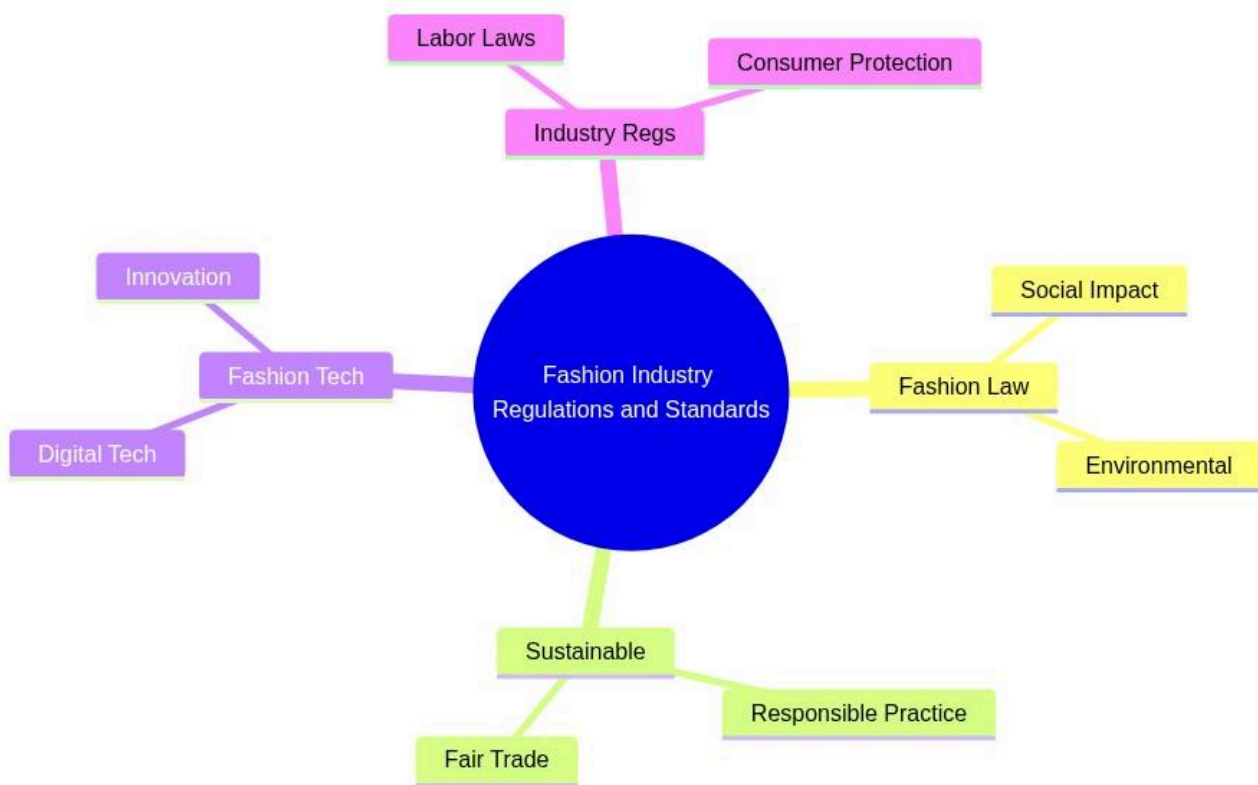 Labor Laws
Consumer Protection
Industry Regs
Innovation
Social Impact
Fashion Tech
Fashion Industry
Regulations and Standards
Fashion Law
Digital Tech
Environmental
Sustainable
Responsible Practice
Fair Trade